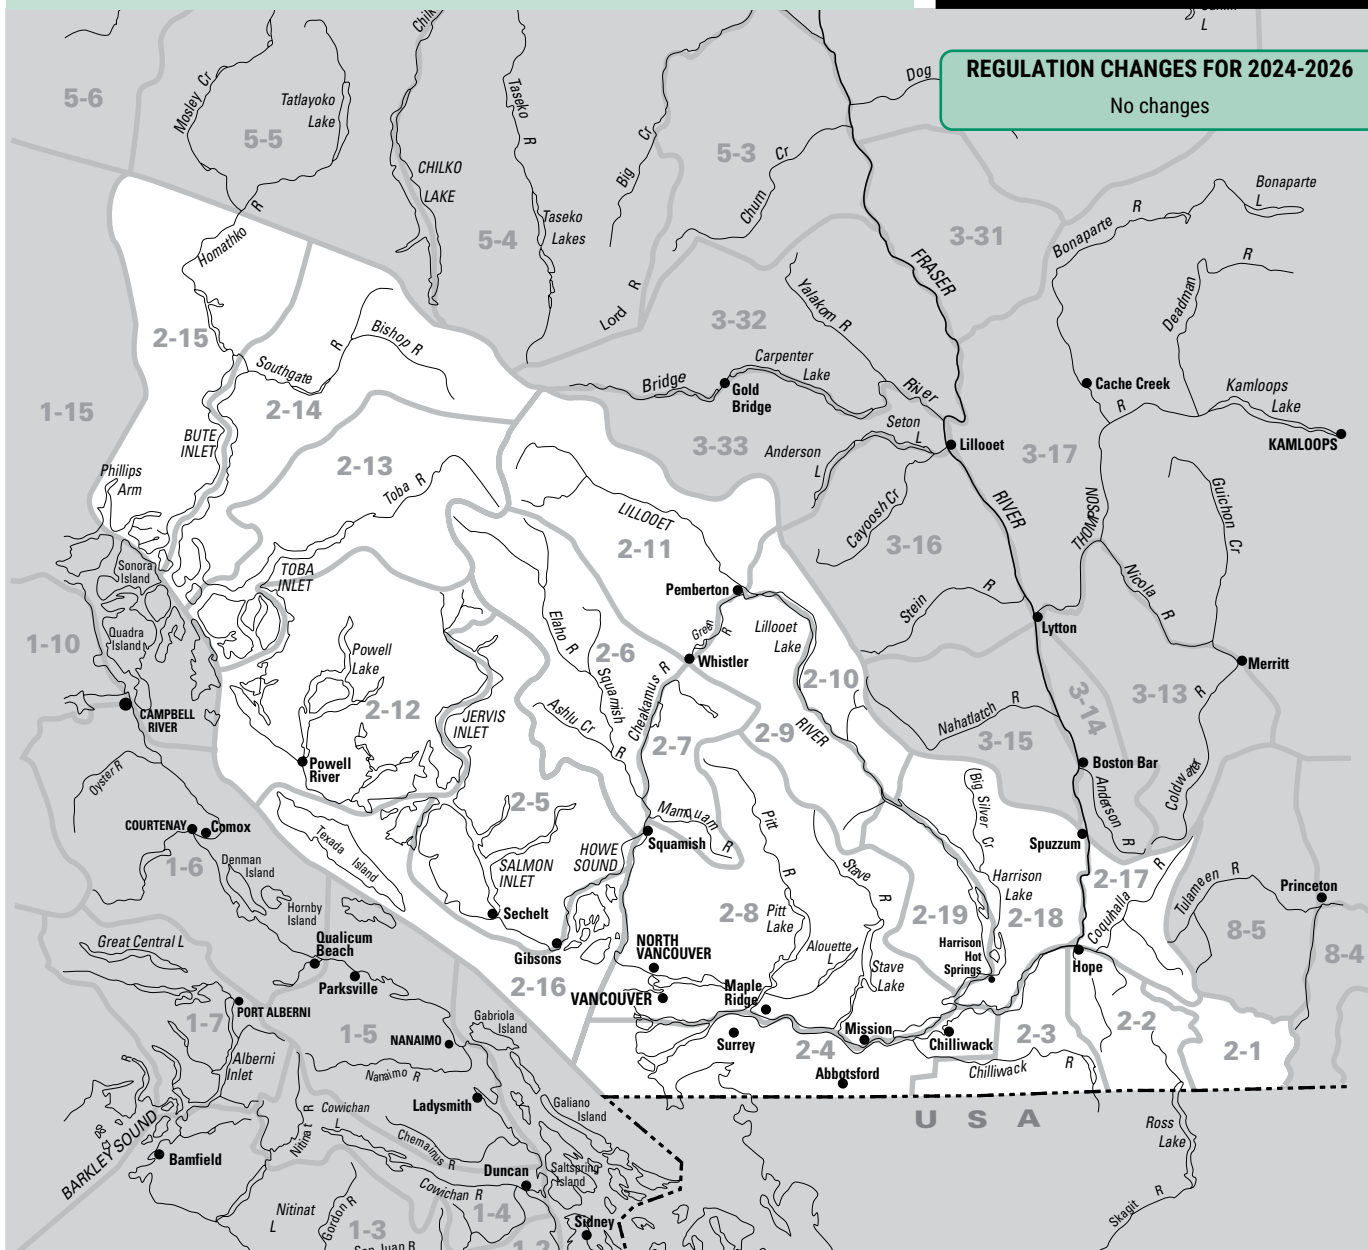 L
REGULATION CHANGES FOR 2024-2026
No changes
5-6
Mosley Cr
Tatlayoko
Lake
5-5
Chilk
Taseko
R
Big
Cr
5-3
Churn
Cr
Dog
CHILKO
LAKE
Taseko
Lakes
5-4
Bonaparte
L
Bonaparte
R
3-31
FRASER
R
Homathko
R
Deadman
R
Lord
R
3-32
Yalakom R
2-15
Bishop R
R
Southgate
2-14
Carpenter
Lake
Bridge
River
Gold
Bridge
Cache Creek
R
Kamloops
Lake
KAMLOOPS
1-15
BUTE
INLET
Seton
L
Lillooet
3-33
Anderson
L
3-17
2-13
Toba R
Phillips
Arm
Cayoosh Cr
RIVER
THOMPSON
Guichon Cr
LILLOOET
2-11
3-16
Sonora
Island
TOBA
INLET
Nicola
R
Pemberton
Stein
R
Lytton
Quadra
Island
1-10
Elaho R
Green
R
Lillooet
Lake
Powell
Lake
2-6
Whistler
Merritt
2-10
3-14
3-13
R
Squamish
R
Cheakamus R
CAMPBELL
RIVER
2-12
JERVIS
INLET
Ashlu Cr
2-7
2-9
RIVER
Nahatlatch
R
3-15
Powell
River
Boston Bar
Oyster R
Big Silver
Cr
Anderson
R
Coldwater
2-5
Mamquam
R
Pitt
R
COURTENAY
Comox
Texada Island
HOWE
SOUND
Squamish
Spuzzum
1-6
Denman
Island
SALMON
INLET
Stave
R
Harrison
Lake
2-17
R
Tulameen R
Princeton
Hornby
Island
Sechelt
2-8
Pitt
Lake
2-19
2-18
Coquihalla
8-5
Great Central L
Qualicum
Beach
Gibsons
NORTH
VANCOUVER
Alouette
L
Harrison
Hot
Springs
Hope
8-4
Parksville
2-16
VANCOUVER
Maple
Ridge
Stave
Lake
PORT ALBERNI
1-7
1-5
Gabriola
Island
NANAIMO
Surrey
Mission
2-4
Chilliwack
2-3
2-2
2-1
Alberni
Inlet
Nanaimo R
Abbotsford
Chilliwack
R
Ladysmith
Galiano
Island
U S A
Cowichan
L
Nitinat R
BARKLEY SOUND
Chemainus R
Ross
Lake
Bamfield
Duncan
Saltspring
Island
Cowichan R
Nitinat
L
Gordon R
1-3
1-4
Sidney
Skagit
R
San Juan R
1-2